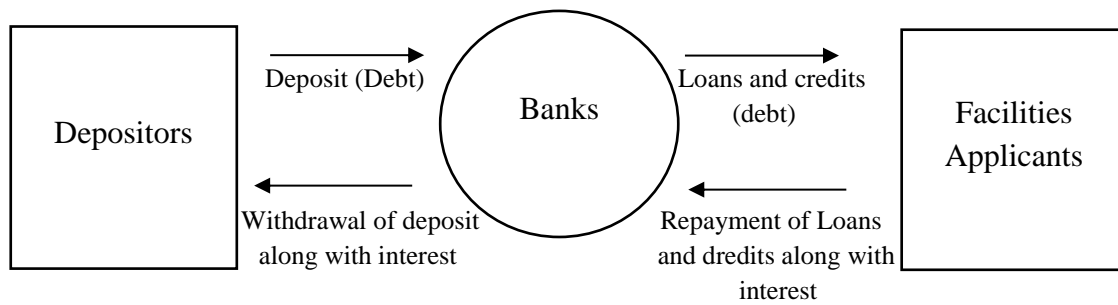 Depositors
Deposit (Debt)
Withdrawal of deposit
along with interest
Banks
Loans and credits
(debt)
Repayment of Loans
and dredits along with
interest
Facilities
Applicants